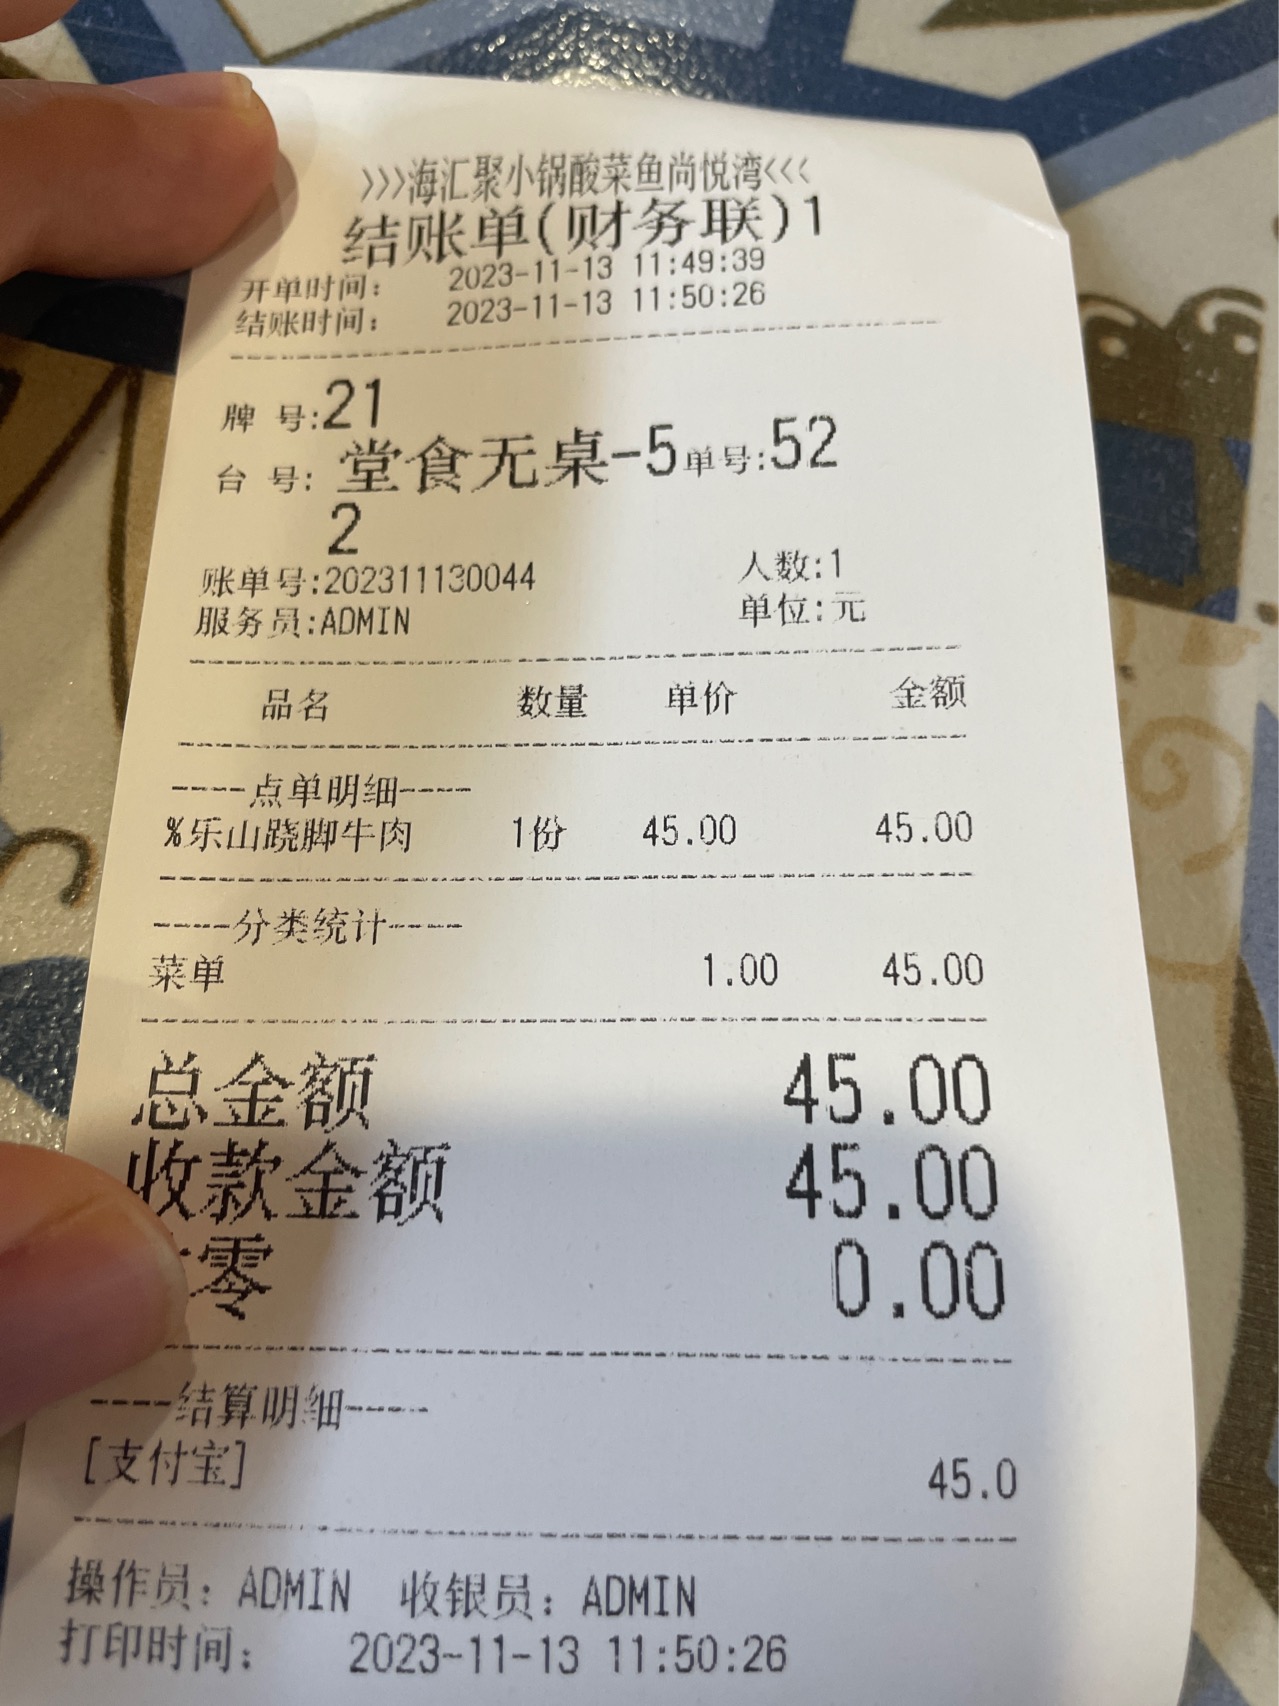 >>>海汇聚小锅酸菜鱼尚悦湾<<<
结账单(财务联)1
开单时间: 2023-11-13 11:49:39
结账时间: 2023-11-13 11:50:26
牌 号:21
台 号: 堂食无桌-5单号:52
2
账单号:202311130044 人数:1
服务员:ADMIN 单位:元
品名 数量 单价 金额
----点单明细----
%乐山跷脚牛肉 1份 45.00 45.00
----分类统计----
菜单 1.00 45.00
总金额 45.00
收款金额 45.00
零 0.00
----结算明细----
[支付宝] 45.0
操作员: ADMIN 收银员: ADMIN
打印时间: 2023-11-13 11:50:26